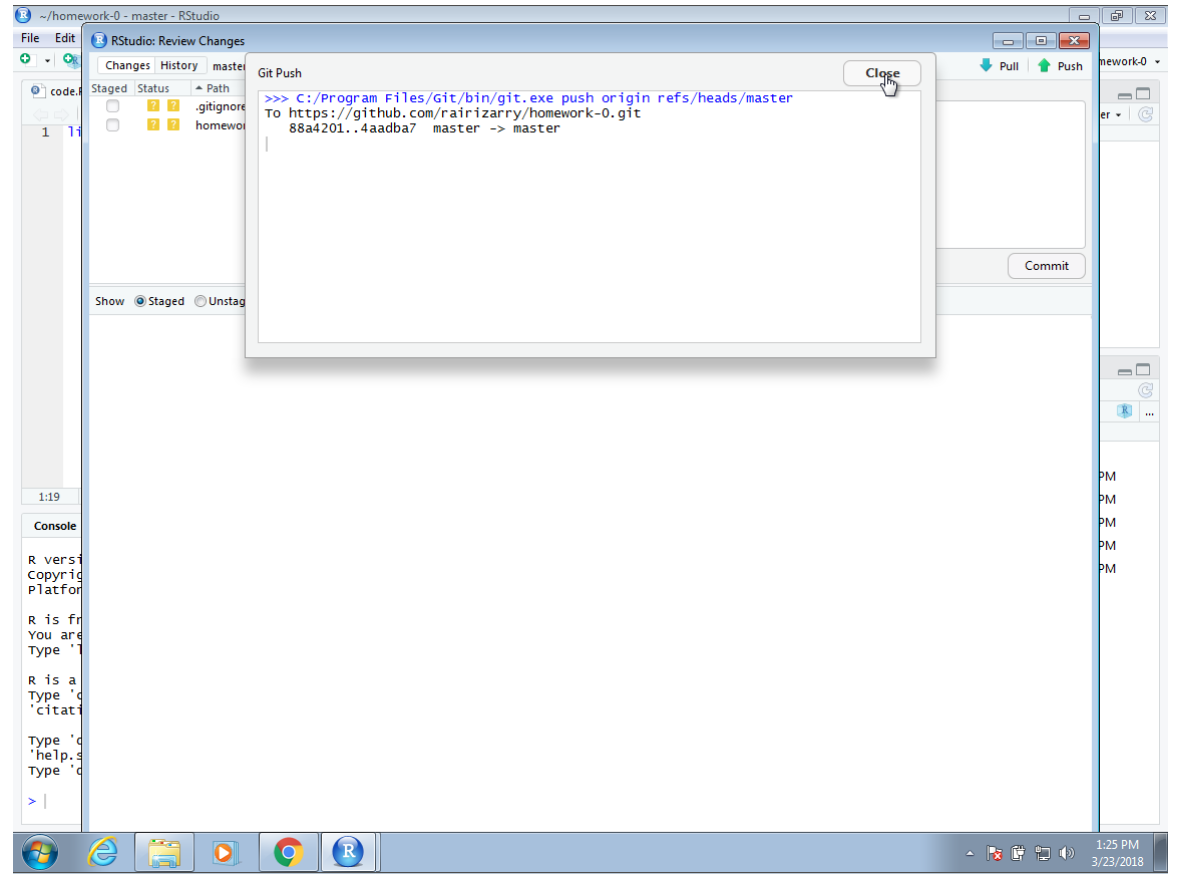 ~/homework-0 - master - RStudio
File Edit
RStudio: Review Changes
Changes History master
Pull Push
mework-0
Git Push
Close
code.R
Staged Status Path
? ? .gitignore
? ? homewor
>>> C:/Program Files/Git/bin/git.exe push origin refs/heads/master
To https://github.com/rairizarry/homework-0.git
88a4201..4aadba7 master -> master
er
1 li
Commit
Show Staged Unstag
R
...
PM
PM
PM
PM
PM
1:19
Console
R versi
Copyrig
Platfor
R is fr
You are
Type 'l
R is a
Type 'c
'citati
Type 'd
'help.s
Type 'q
>
R
1:25 PM
3/23/2018